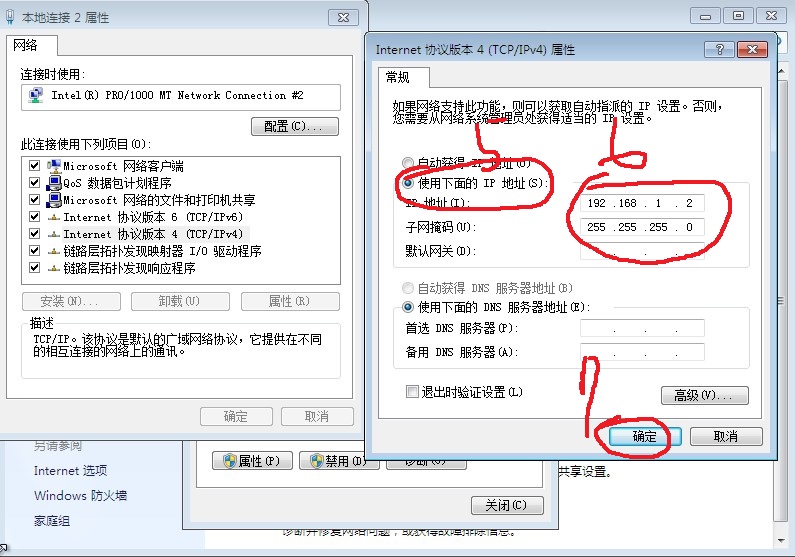 本地连接 2 属性
网络
连接时使用:
Intel(R) PRO/1000 MT Network Connection #2
配置(C)...
此连接使用下列项目(O):
Microsoft 网络客户端
QoS 数据包计划程序
Microsoft 网络的文件和打印机共享
Internet 协议版本 6 (TCP/IPv6)
Internet 协议版本 4 (TCP/IPv4)
链路层拓扑发现映射器 I/O 驱动程序
链路层拓扑发现响应程序
安装(N)...
卸载(U)
属性(R)
描述
TCP/IP。该协议是默认的广域网络协议，它提供在不同
的相互连接的网络上的通讯。
确定
取消
Internet 协议版本 4 (TCP/IPv4) 属性
常规
如果网络支持此功能，则可以获取自动指派的 IP 设置。否则，
您需要从网络系统管理员处获得适当的 IP 设置。
5
6
自动获得 IP 地址(O)
使用下面的 IP 地址(S):
IP 地址(I):
192 .168 . 1 . 2
子网掩码(U):
255 .255 .255 . 0
默认网关(D):
. . .
自动获得 DNS 服务器地址(B)
使用下面的 DNS 服务器地址(E):
首选 DNS 服务器(P):
. . .
备用 DNS 服务器(A):
. . .
退出时验证设置(L)
高级(V)...
确定
取消
另请参阅
Internet 选项
Windows 防火墙
家庭组
属性(P)
禁用(D)
诊断(G)
关闭(C)
共享设置。
诊断并修复网络问题，或获得故障排除信息。